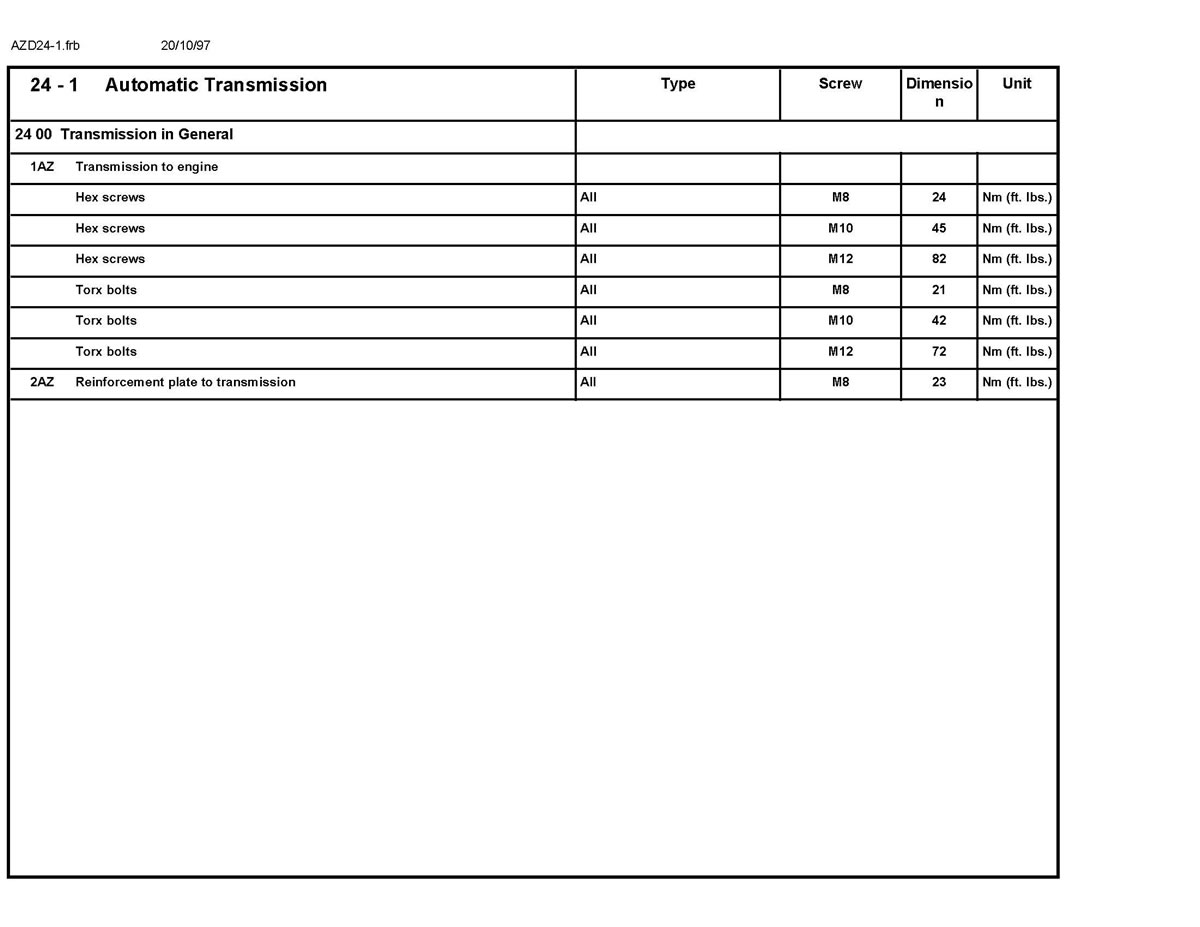 AZD24-1.frb 20/10/97
24 - 1 Automatic Transmission Type Screw Dimensio Unit
n
24 00 Transmission in General
1AZ Transmission to engine
Hex screws All M8 24 Nm (ft. lbs.)
Hex screws All M10 45 Nm (ft. lbs.)
Hex screws All M12 82 Nm (ft. lbs.)
Torx bolts All M8 21 Nm (ft. lbs.)
Torx bolts All M10 42 Nm (ft. lbs.)
Torx bolts All M12 72 Nm (ft. lbs.)
2AZ Reinforcement plate to transmission All M8 23 Nm (ft. lbs.)